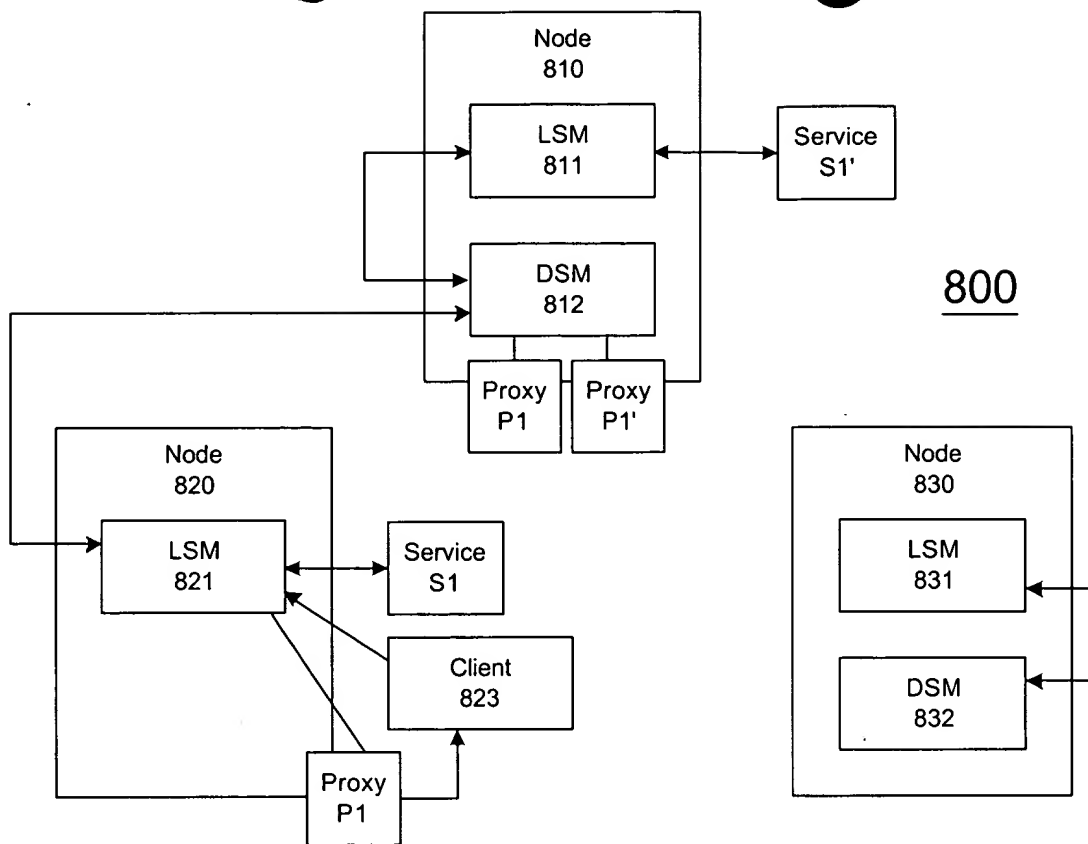 Node
810
LSM
811
Service
S1'
DSM
812
800
Proxy
P1
Proxy
P1'
Node
820
LSM
821
Service
S1
Client
823
Proxy
P1
Node
830
LSM
831
DSM
832